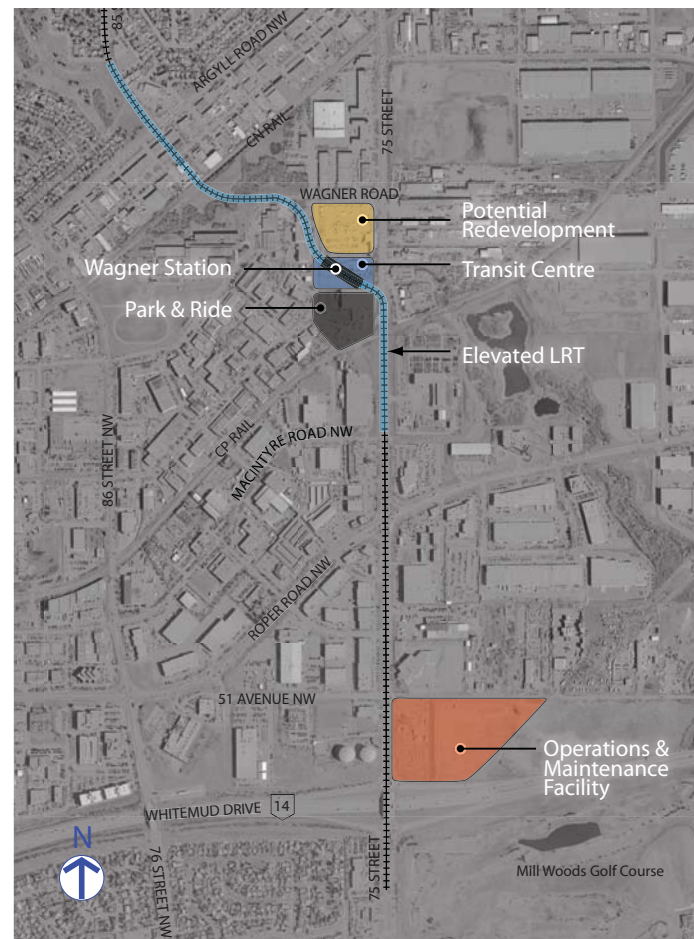 85
ARGYLL ROAD NW
CN RAIL
75 STREET
WAGNER ROAD
Potential
Redevelopment
Wagner Station
Transit Centre
Park & Ride
Elevated LRT
CP RAIL
86 STREET NW
MACINTYRE ROAD NW
ROPER ROAD NW
51 AVENUE NW
Operations &
Maintenance
Facility
WHITEMUD DRIVE
14
N
76 STREET NW
75 STREET
Mill Woods Golf Course